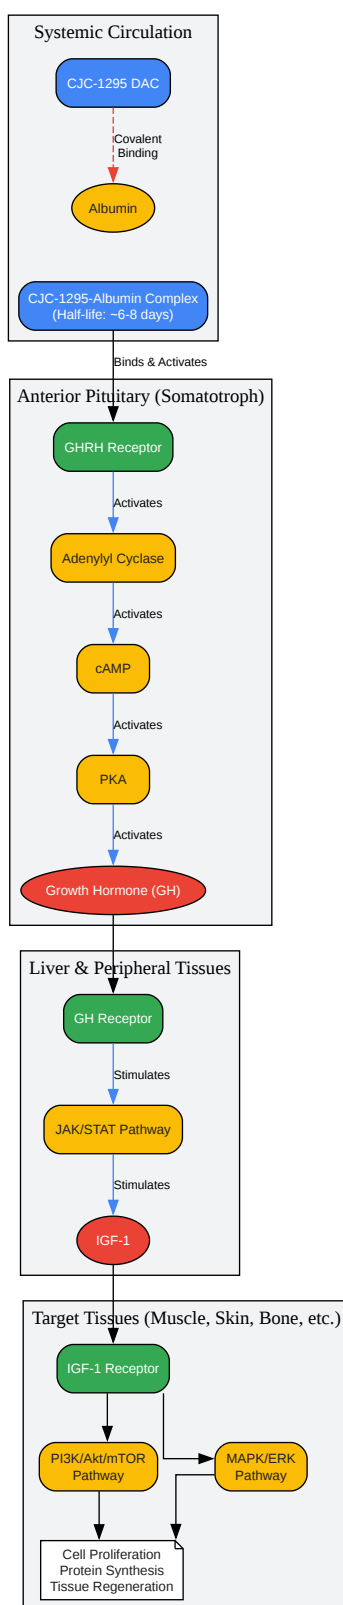 Systemic Circulation
CJC-1295 DAC
Covalent
Binding
Albumin
CJC-1295-Albumin Complex
(Half-life: ~6-8 days)
Binds & Activates
Anterior Pituitary (Somatotroph)
GHRH Receptor
Activates
Adenylyl Cyclase
Activates
cAMP
Activates
PKA
Activates
Growth Hormone (GH)
Liver & Peripheral Tissues
GH Receptor
Stimulates
JAK/STAT Pathway
Stimulates
IGF-1
Target Tissues (Muscle, Skin, Bone, etc.)
IGF-1 Receptor
PI3K/Akt/mTOR
Pathway
MAPK/ERK
Pathway
Cell Proliferation
Protein Synthesis
Tissue Regeneration